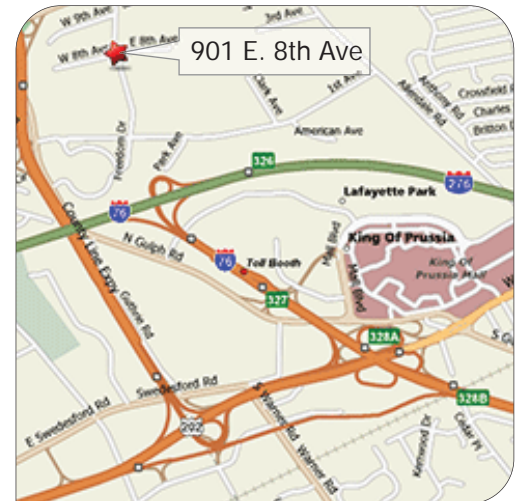 W 9th Ave
3rd Ave
W 8th Ave
E 8th Ave
901 E. 8th Ave
Clark Ave
1st Ave
Anthony Rd
Allendale Rd
Crossfield
Charles
Britton
American Ave
Freedom Dr
Park Ave
326
276
76
Lafayette Park
County Line Expy
N Gulph Rd
Mall Blvd
King Of Prussia
76
Toll Booth
King Of
Prussia Mall
Mall Blvd
327
Guthrie Rd
328A
S Gu
Swedesford Rd
E Swedesford Rd
S Warner Rd
328B
202
Warner Rd
Kenwood Dr
Cedar Pl